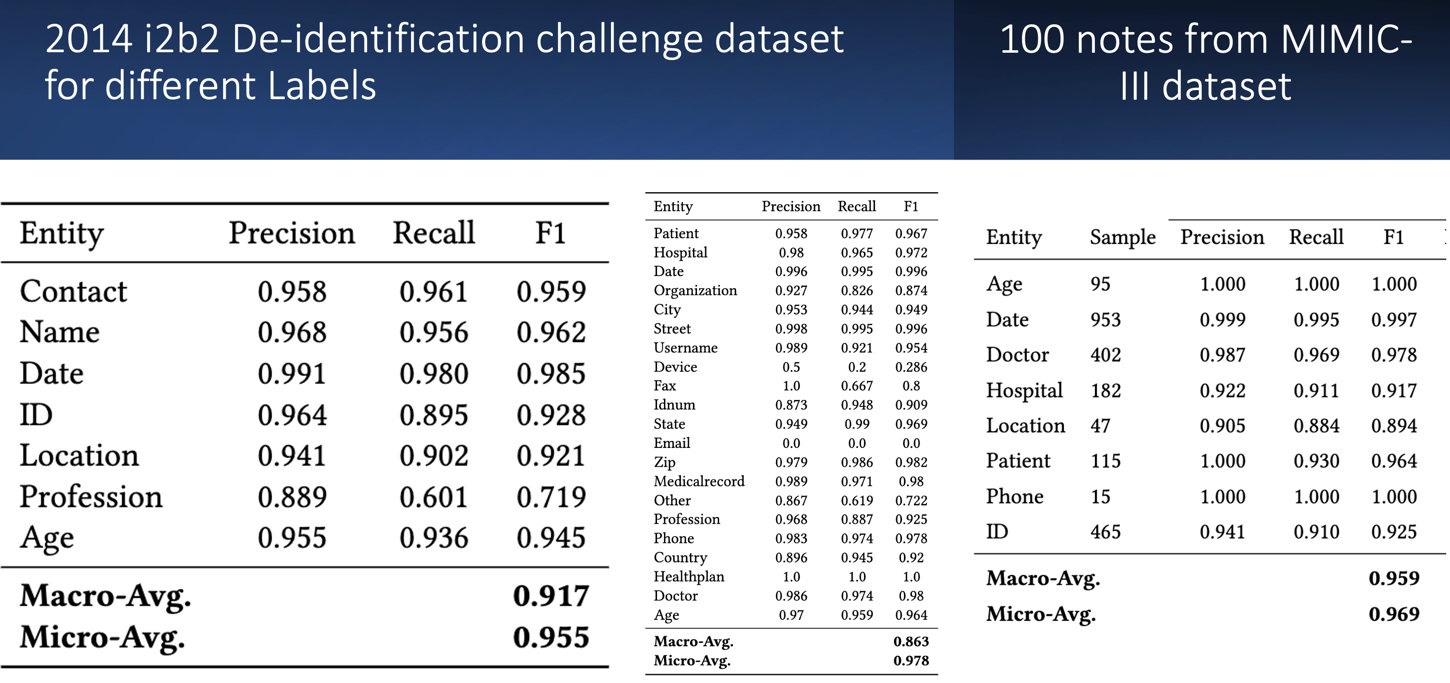 2014 i2b2 De-identification challenge dataset
for different Labels
100 notes from MIMIC-
III dataset
Entity Precision Recall F1
Contact 0.958 0.961 0.959
Name 0.968 0.956 0.962
Date 0.991 0.980 0.985
ID 0.964 0.895 0.928
Location 0.941 0.902 0.921
Profession 0.889 0.601 0.719
Age 0.955 0.936 0.945
Macro-Avg. 0.917
Micro-Avg. 0.955
Entity Precision Recall F1
Patient 0.958 0.977 0.967
Hospital 0.98 0.965 0.972
Date 0.996 0.995 0.996
Organization 0.927 0.826 0.874
City 0.953 0.944 0.949
Street 0.998 0.995 0.996
Username 0.989 0.921 0.954
Device 0.5 0.2 0.286
Fax 1.0 0.667 0.8
Idnum 0.873 0.948 0.909
State 0.949 0.99 0.969
Email 0.0 0.0 0.0
Zip 0.979 0.986 0.982
Medicalrecord 0.989 0.971 0.98
Other 0.867 0.619 0.722
Profession 0.968 0.887 0.925
Phone 0.983 0.974 0.978
Country 0.896 0.945 0.92
Healthplan 1.0 1.0 1.0
Doctor 0.986 0.974 0.98
Age 0.97 0.959 0.964
Macro-Avg. 0.863
Micro-Avg. 0.978
Entity Sample Precision Recall F1
Age 95 1.000 1.000 1.000
Date 953 0.999 0.995 0.997
Doctor 402 0.987 0.969 0.978
Hospital 182 0.922 0.911 0.917
Location 47 0.905 0.884 0.894
Patient 115 1.000 0.930 0.964
Phone 15 1.000 1.000 1.000
ID 465 0.941 0.910 0.925
Macro-Avg. 0.959
Micro-Avg. 0.969